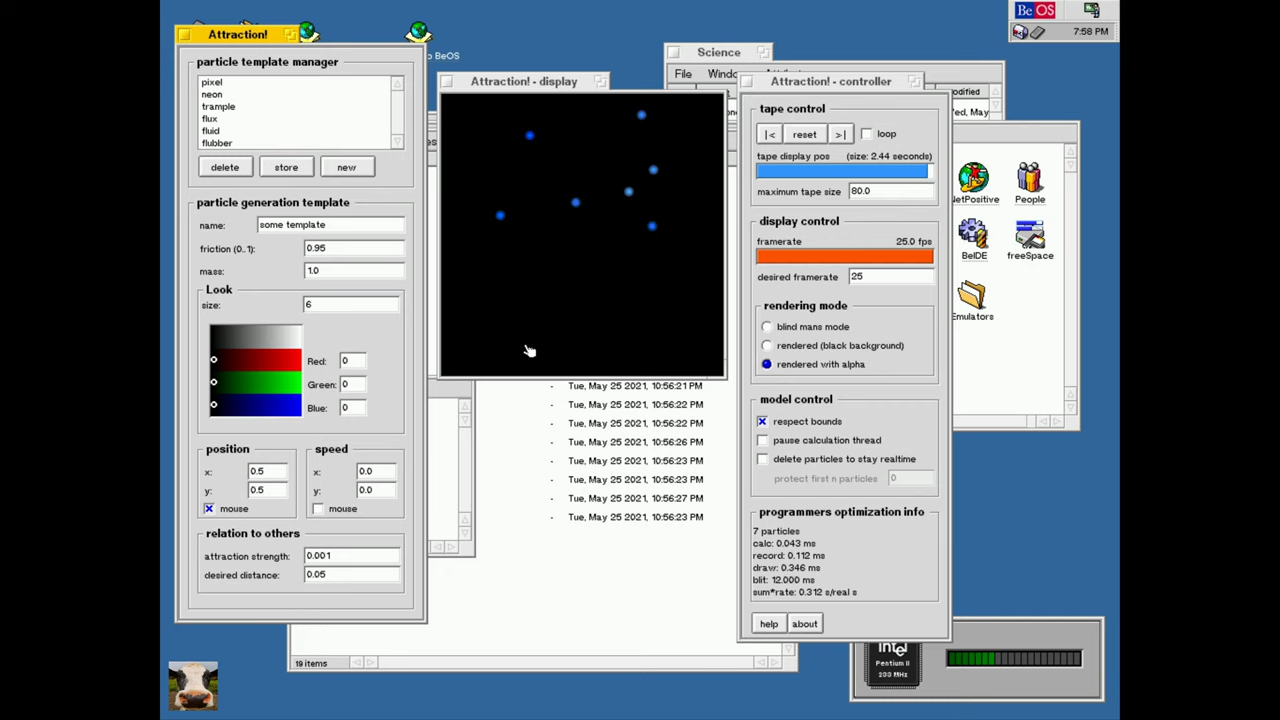 Attraction!
particle template manager
pixel
neon
trample
flux
fluid
flubber
delete store new
particle generation template
name: some template
friction (0..1): 0.95
mass: 1.0
Look
size: 6
Red: 0
Green: 0
Blue: 0
position
x: 0.5
y: 0.5
mouse
speed
x: 0.0
y: 0.0
mouse
relation to others
attraction strength: 0.001
desired distance: 0.05
BeOS
Attraction! - display
Science
File
Tue, May 25 2021, 10:56:21 PM
Tue, May 25 2021, 10:56:22 PM
Tue, May 25 2021, 10:56:22 PM
Tue, May 25 2021, 10:56:26 PM
Tue, May 25 2021, 10:56:23 PM
Tue, May 25 2021, 10:56:23 PM
Tue, May 25 2021, 10:56:27 PM
Tue, May 25 2021, 10:56:23 PM
19 items
Attraction! - controller
tape control
|< reset >| loop
tape display pos (size: 2.44 seconds)
maximum tape size 80.0
display control
framerate 25.0 fps
desired framerate 25
rendering mode
blind mans mode
rendered (black background)
rendered with alpha
model control
respect bounds
pause calculation thread
delete particles to stay realtime
protect first n particles 0
programmers optimization info
7 particles
calc: 0.043 ms
record: 0.112 ms
draw: 0.346 ms
blit: 12.000 ms
sum*rate: 0.312 s/real s
help about
BeOS
7:58 PM
People
BeIDE
freeSpace
Emulators
Pentium II
233 MHz